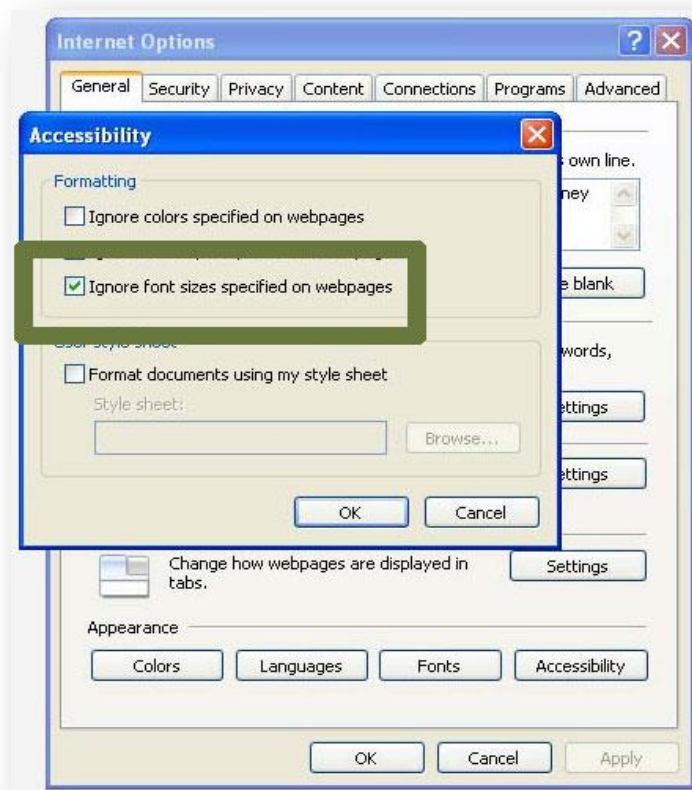 Internet Options
General Security Privacy Content Connections Programs Advanced
Accessibility
own line.
Formatting
ney
Ignore colors specified on webpages
Ignore font sizes specified on webpages
blank
words,
Format documents using my style sheet
Style sheet:
ettings
Browse...
ettings
OK Cancel
Change how webpages are displayed in
tabs.
Settings
Appearance
Colors Languages Fonts Accessibility
OK Cancel Apply